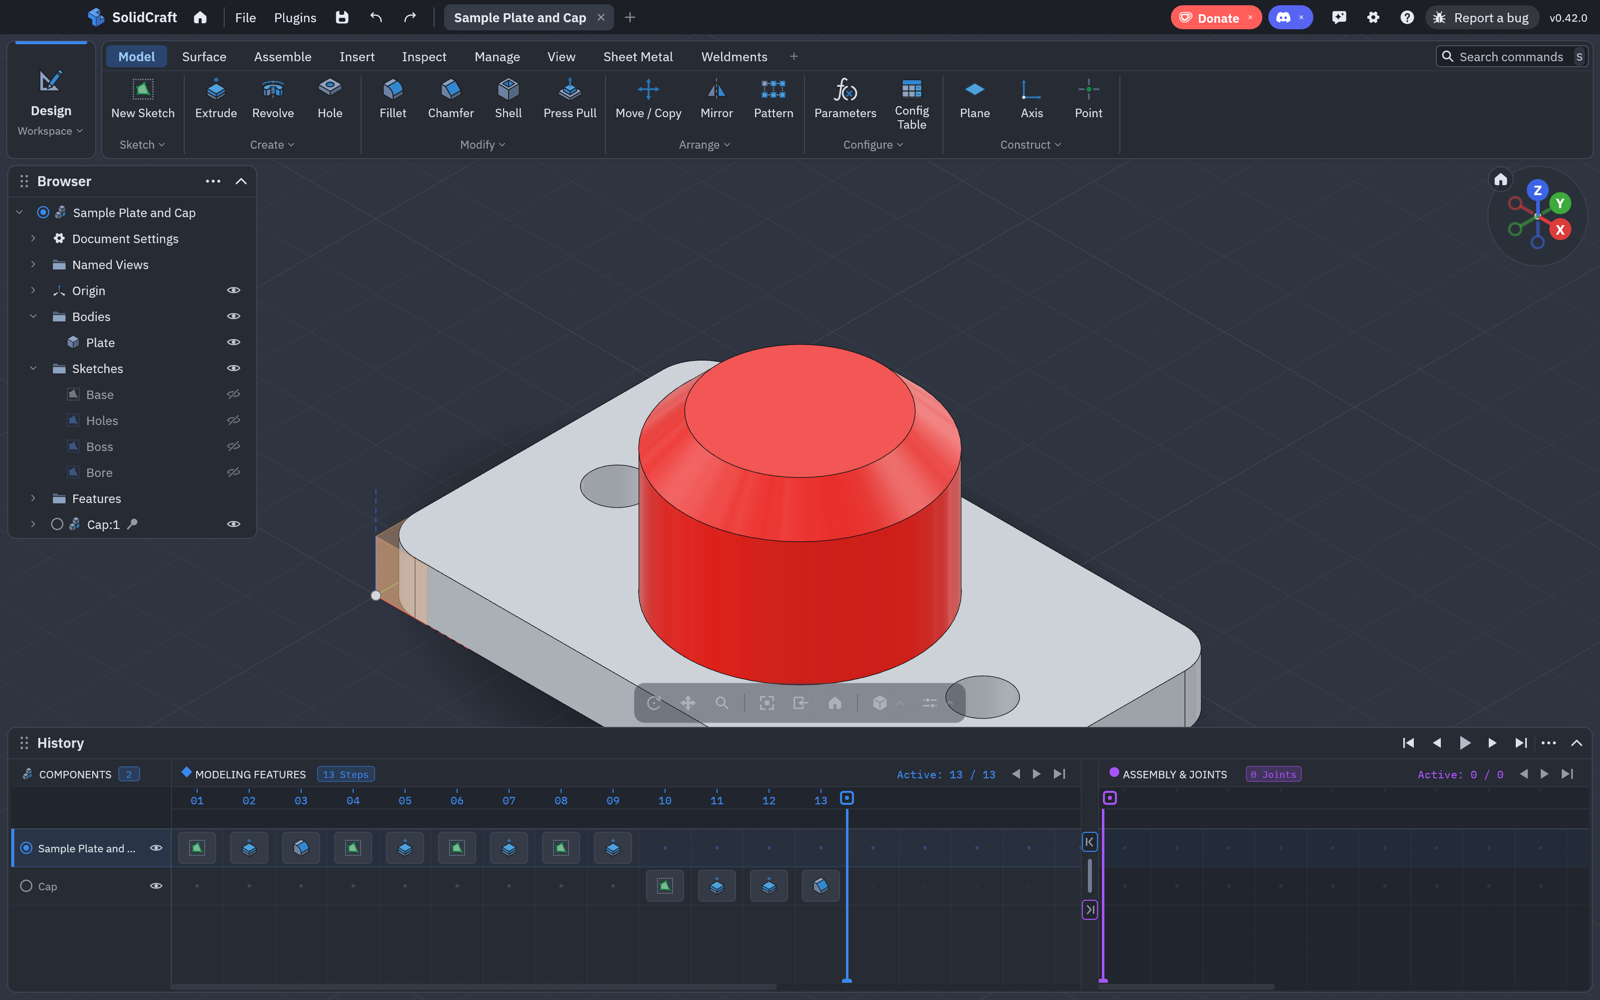 SolidCraft File Plugins Sample Plate and Cap Donate Report a bug v0.42.0
Model Surface Assemble Insert Inspect Manage View Sheet Metal Weldments Search commands S
Design
Workspace
New Sketch Extrude Revolve Hole Fillet Chamfer Shell Press Pull Move / Copy Mirror Pattern Parameters Config Table Plane Axis Point
Sketch Create Modify Arrange Configure Construct
Browser
Sample Plate and Cap
Document Settings
Named Views
Origin
Bodies
Plate
Sketches
Base
Holes
Boss
Bore
Features
Cap:1
Z
Y
X
History
COMPONENTS 2 MODELING FEATURES 13 Steps Active: 13 / 13 ASSEMBLY & JOINTS 0 Joints Active: 0 / 0
01 02 03 04 05 06 07 08 09 10 11 12 13
Sample Plate and ...
Cap